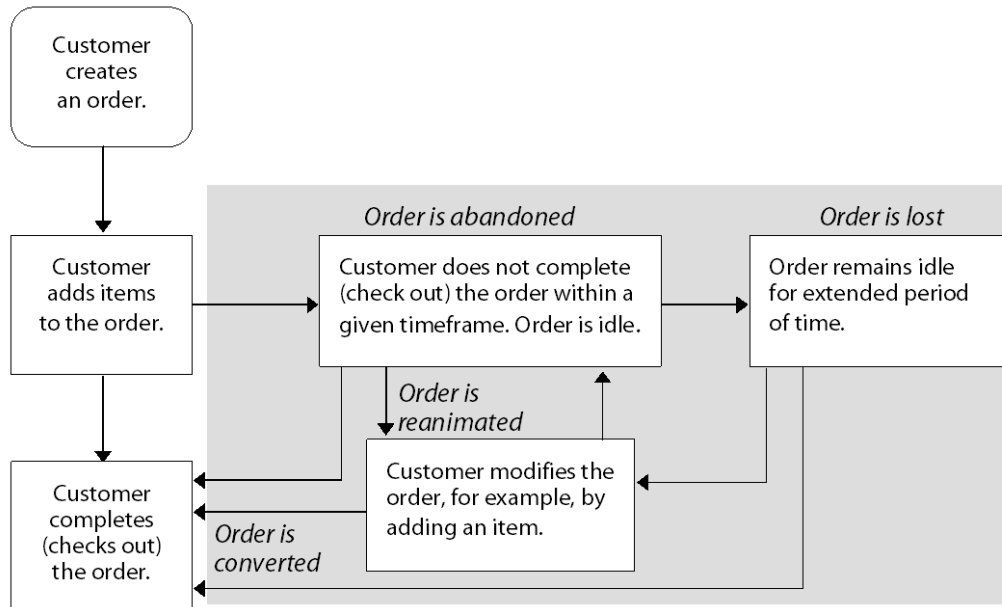 Customer
creates
an order.
Order is abandoned
Order is lost
Customer
adds items
to the order.
Customer does not complete
(check out) the order within a
given timeframe. Order is idle.
Order remains idle
for extended period
of time.
Order is
reanimated
Customer modifies the
order, for example, by
adding an item.
Customer
completes
(checks out)
the order.
Order is
converted